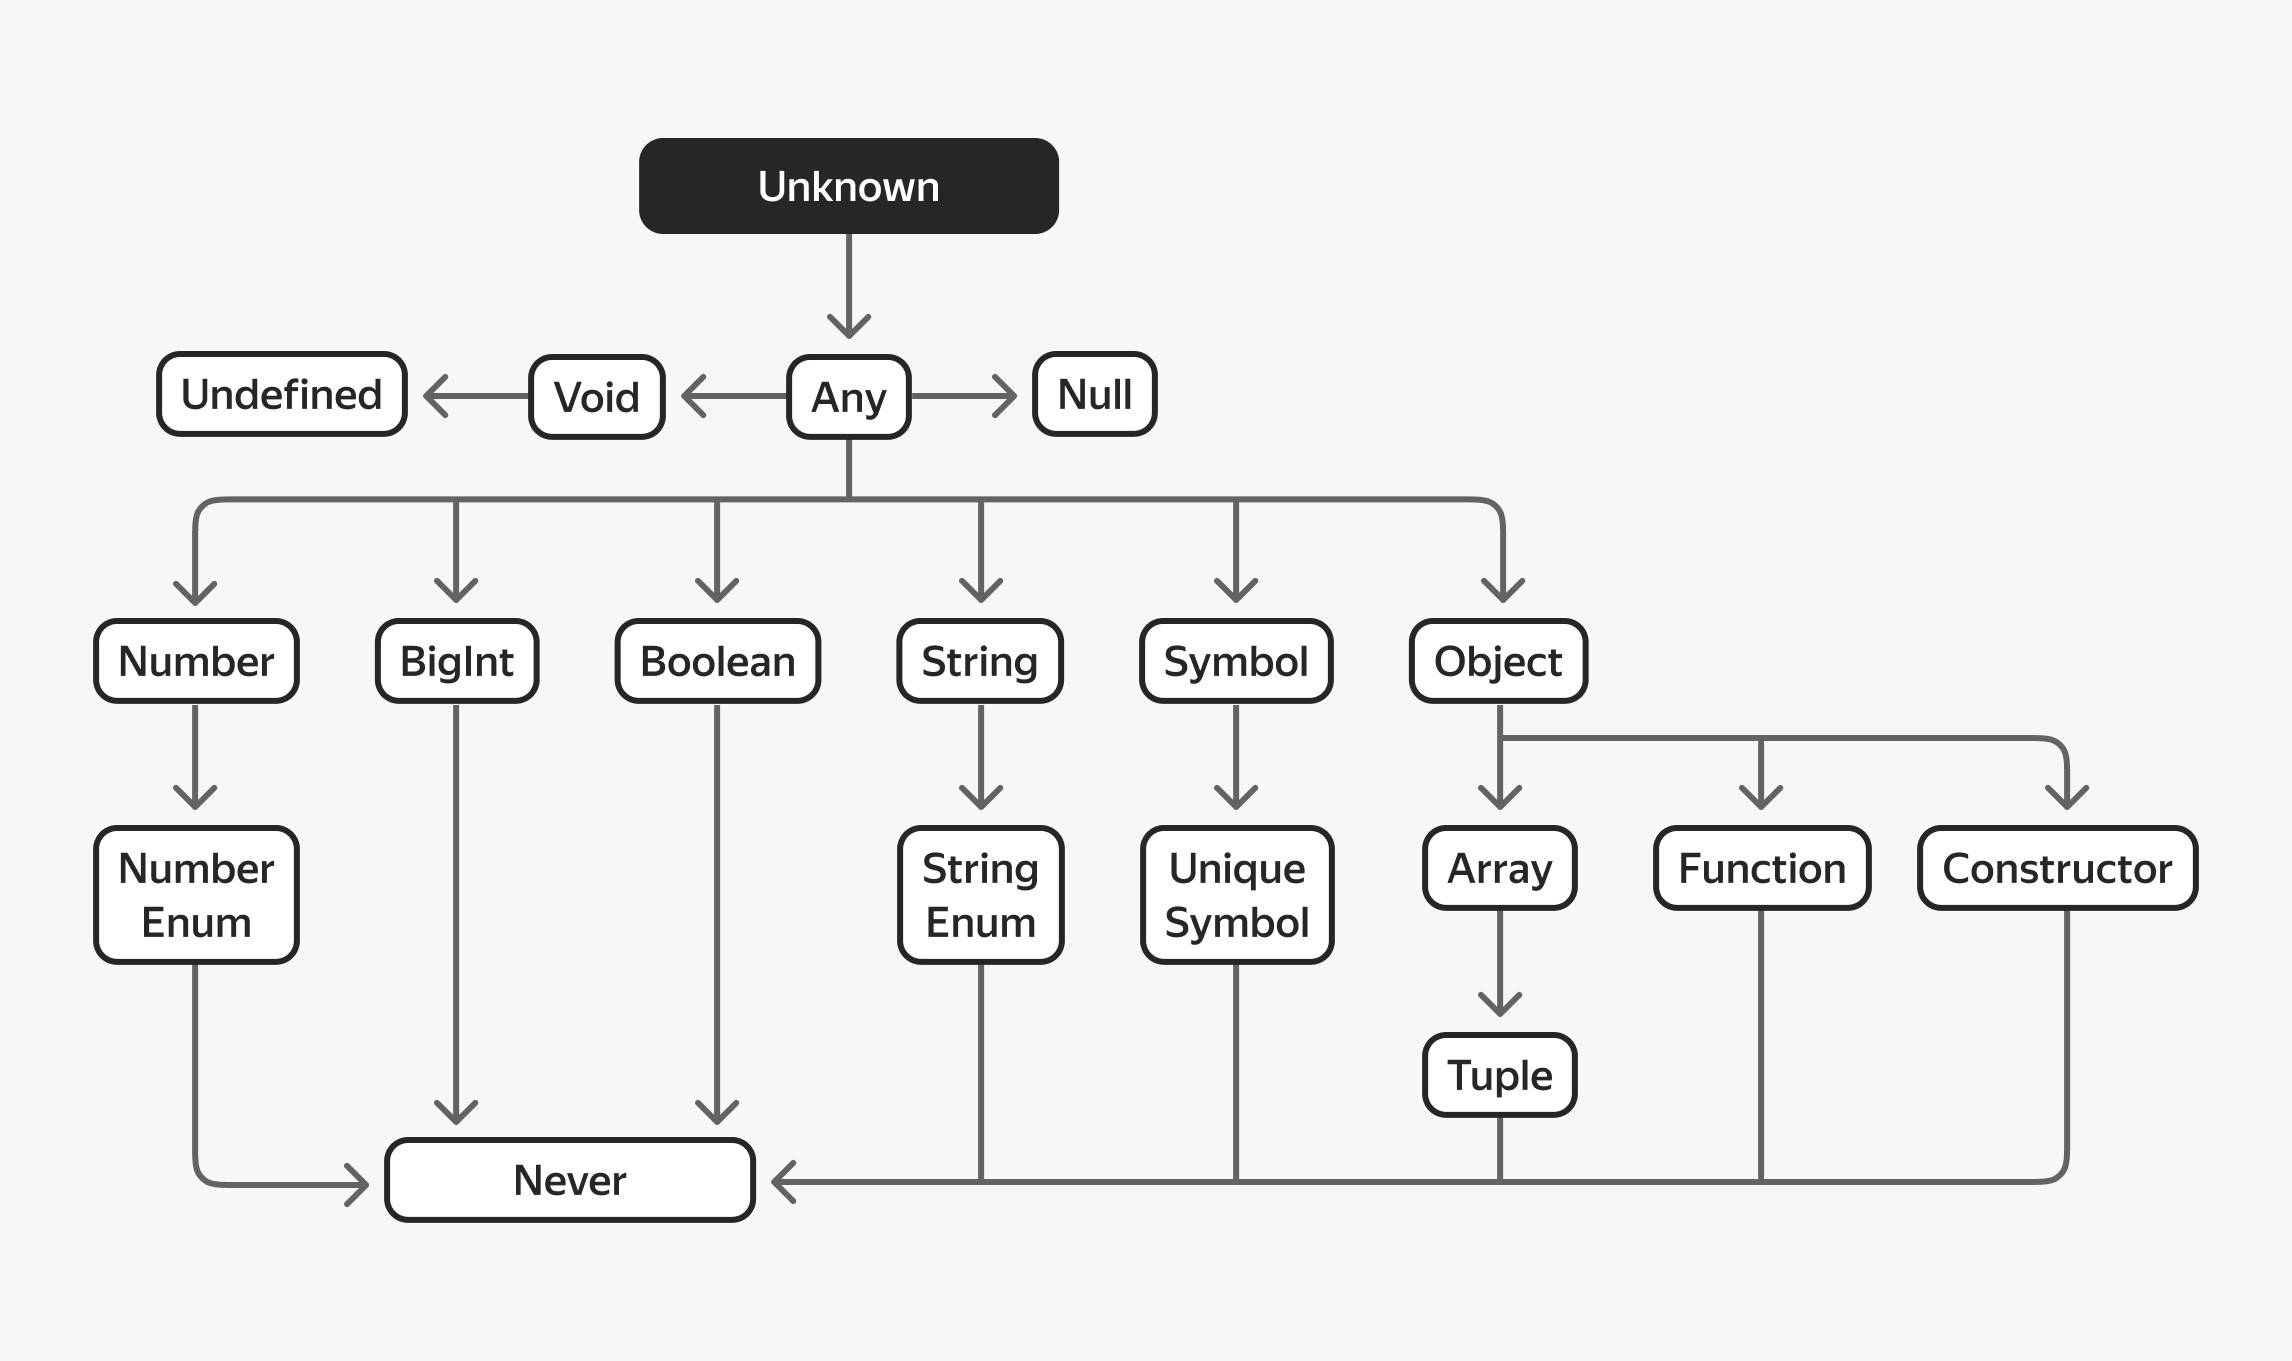 Unknown
Undefined
Void
Any
Null
Number
BigInt
Boolean
String
Symbol
Object
Number
Enum
String
Enum
Unique
Symbol
Array
Function
Constructor
Tuple
Never